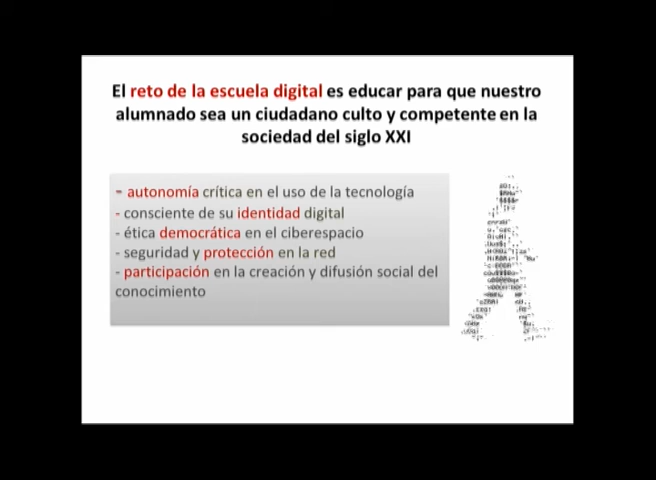 El reto de la escuela digital es educar para que nuestro
alumnado sea un ciudadano culto y competente en la
sociedad del siglo XXI
- autonomía crítica en el uso de la tecnología
- consciente de su identidad digital
- ética democrática en el ciberespacio
- seguridad y protección en la red
- participación en la creación y difusión social del
conocimiento